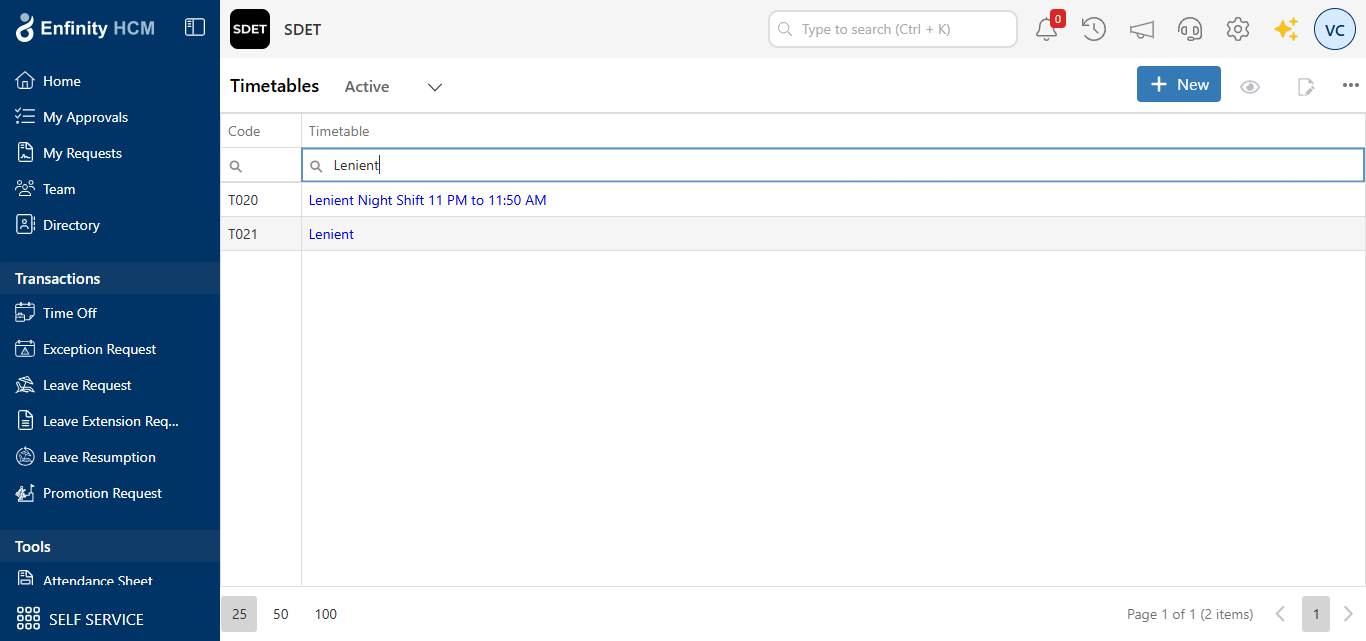 Enfinity HCM
SDET
SDET
Type to search (Ctrl + K)
0
VC
Home
My Approvals
My Requests
Team
Directory
Transactions
Time Off
Exception Request
Leave Request
Leave Extension Req...
Leave Resumption
Promotion Request
Tools
Attendance Sheet
SELF SERVICE
Timetables
Active
New
Code
Timetable
Lenient
T020
Lenient Night Shift 11 PM to 11:50 AM
T021
Lenient
25
50
100
Page 1 of 1 (2 items)
1